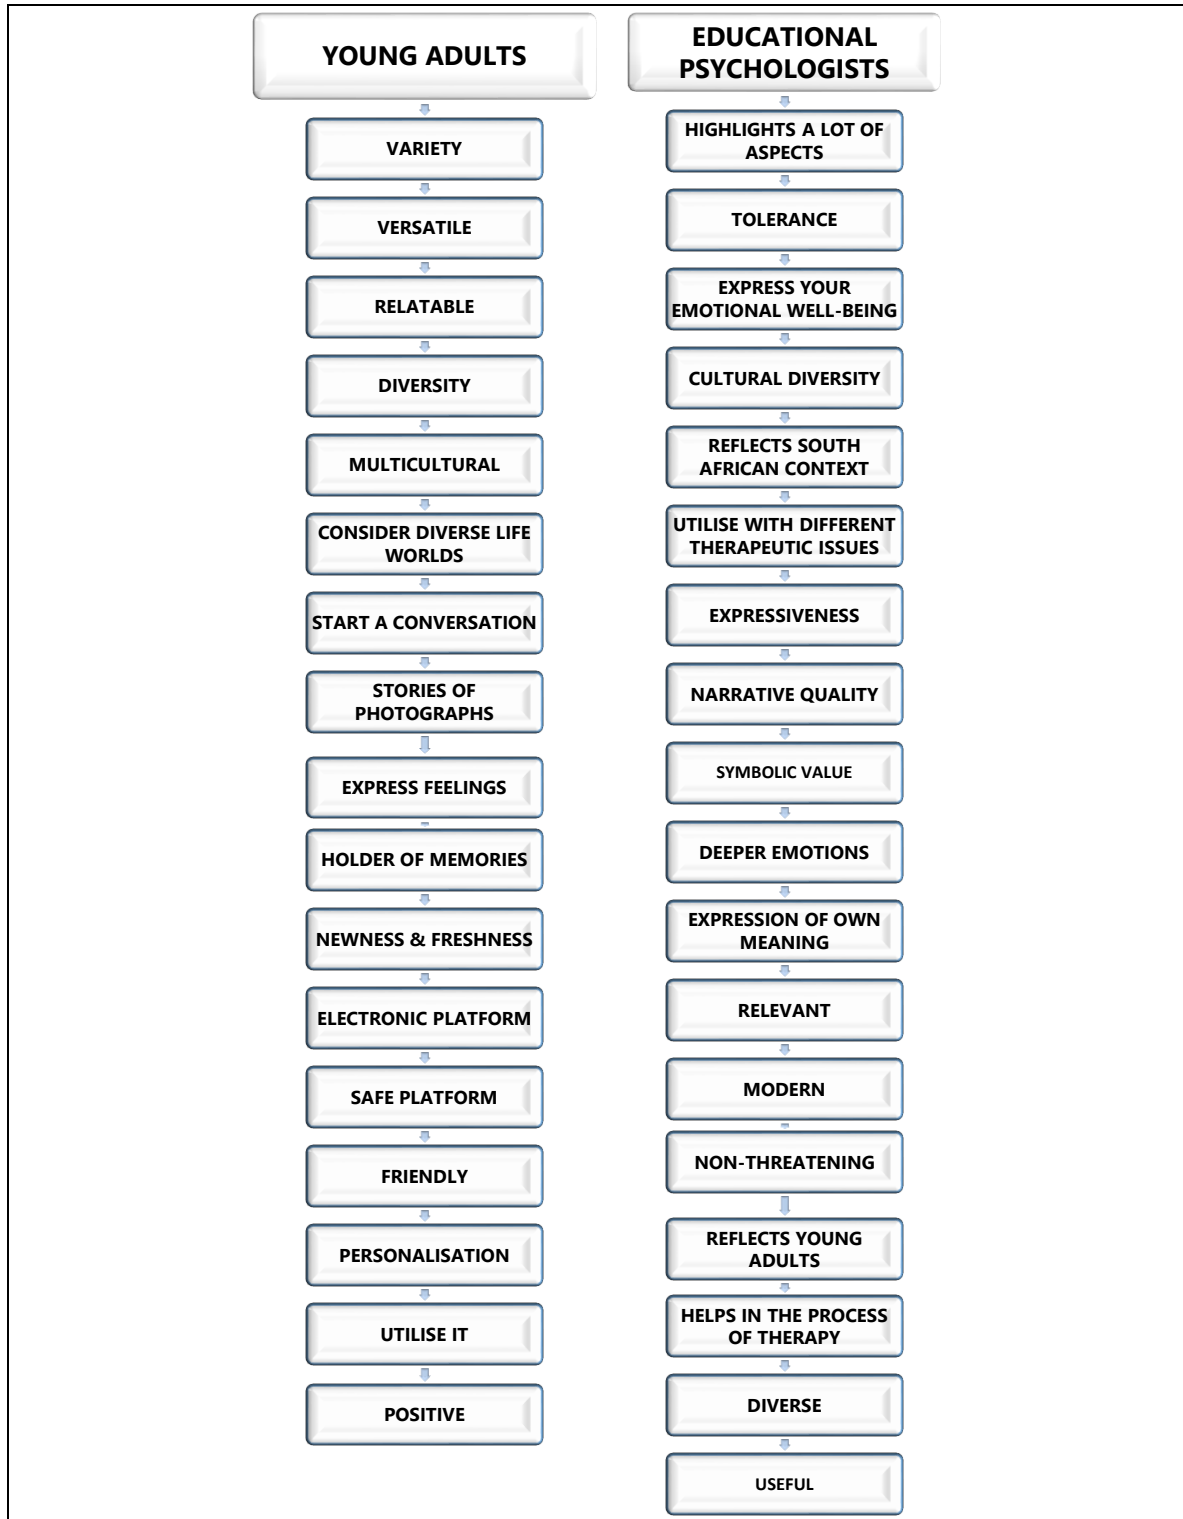 YOUNG ADULTS
VARIETY
VERSATILE
RELATABLE
DIVERSITY
MULTICULTURAL
CONSIDER DIVERSE LIFE
WORLDS
START A CONVERSATION
STORIES OF
PHOTOGRAPHS
EXPRESS FEELINGS
HOLDER OF MEMORIES
NEWNESS & FRESHNESS
ELECTRONIC PLATFORM
SAFE PLATFORM
FRIENDLY
PERSONALISATION
UTILISE IT
POSITIVE
EDUCATIONAL
PSYCHOLOGISTS
HIGHLIGHTS A LOT OF
ASPECTS
TOLERANCE
EXPRESS YOUR
EMOTIONAL WELL-BEING
CULTURAL DIVERSITY
REFLECTS SOUTH
AFRICAN CONTEXT
UTILISE WITH DIFFERENT
THERAPEUTIC ISSUES
EXPRESSIVENESS
NARRATIVE QUALITY
SYMBOLIC VALUE
DEEPER EMOTIONS
EXPRESSION OF OWN
MEANING
RELEVANT
MODERN
NON-THREATENING
REFLECTS YOUNG
ADULTS
HELPS IN THE PROCESS
OF THERAPY
DIVERSE
USEFUL